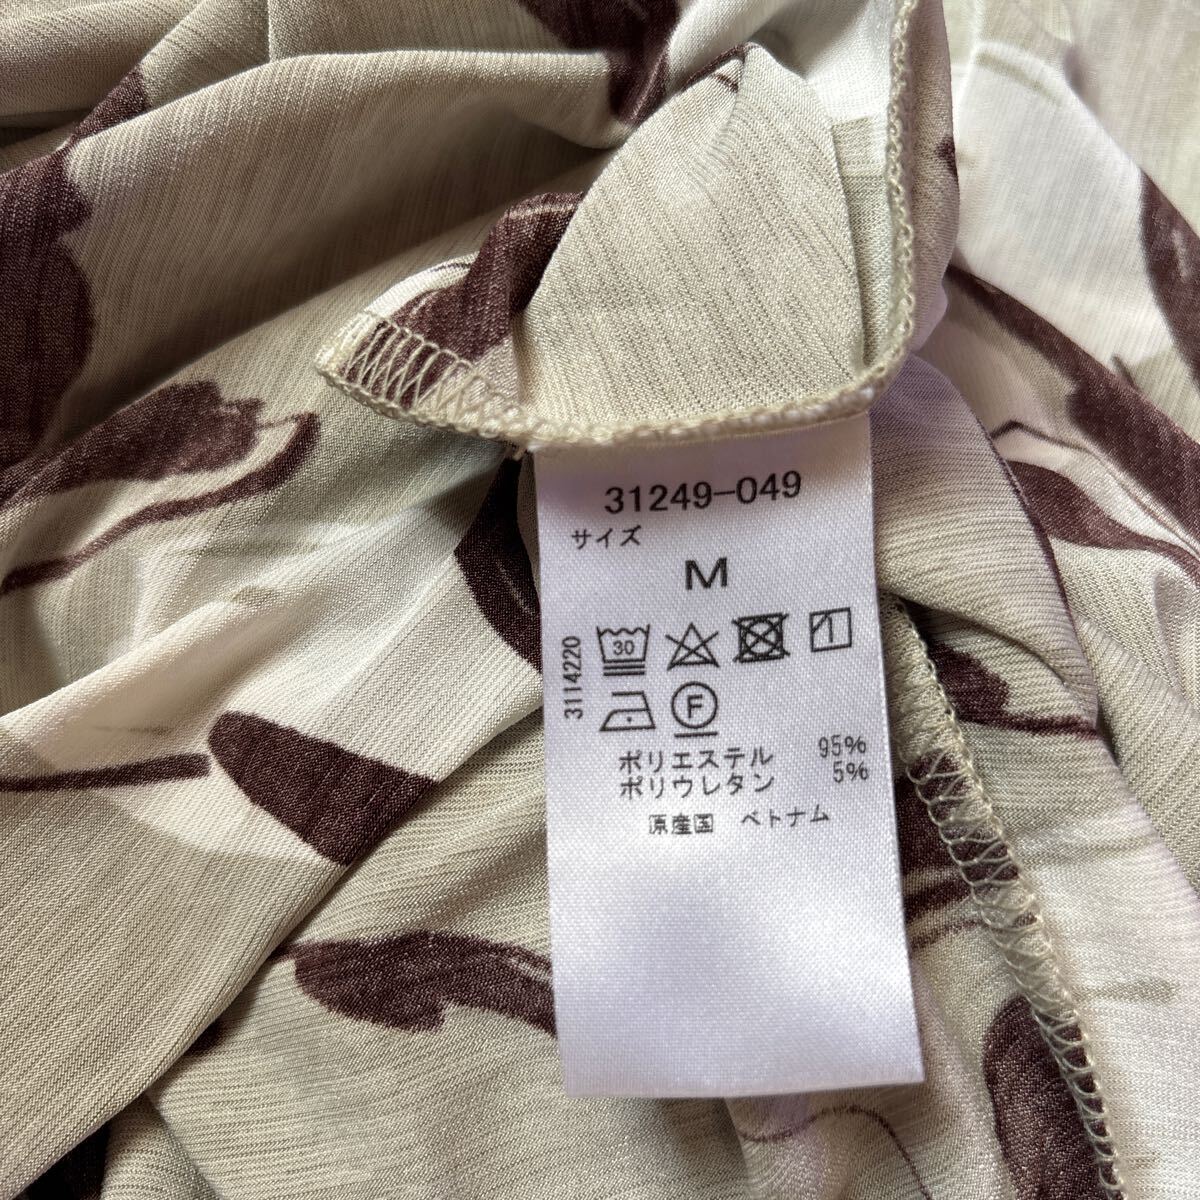 31249-049
サイズ
M
3114220
30
F
ポリエステル 95%
ポリウレタン 5%
原産国 ベトナム